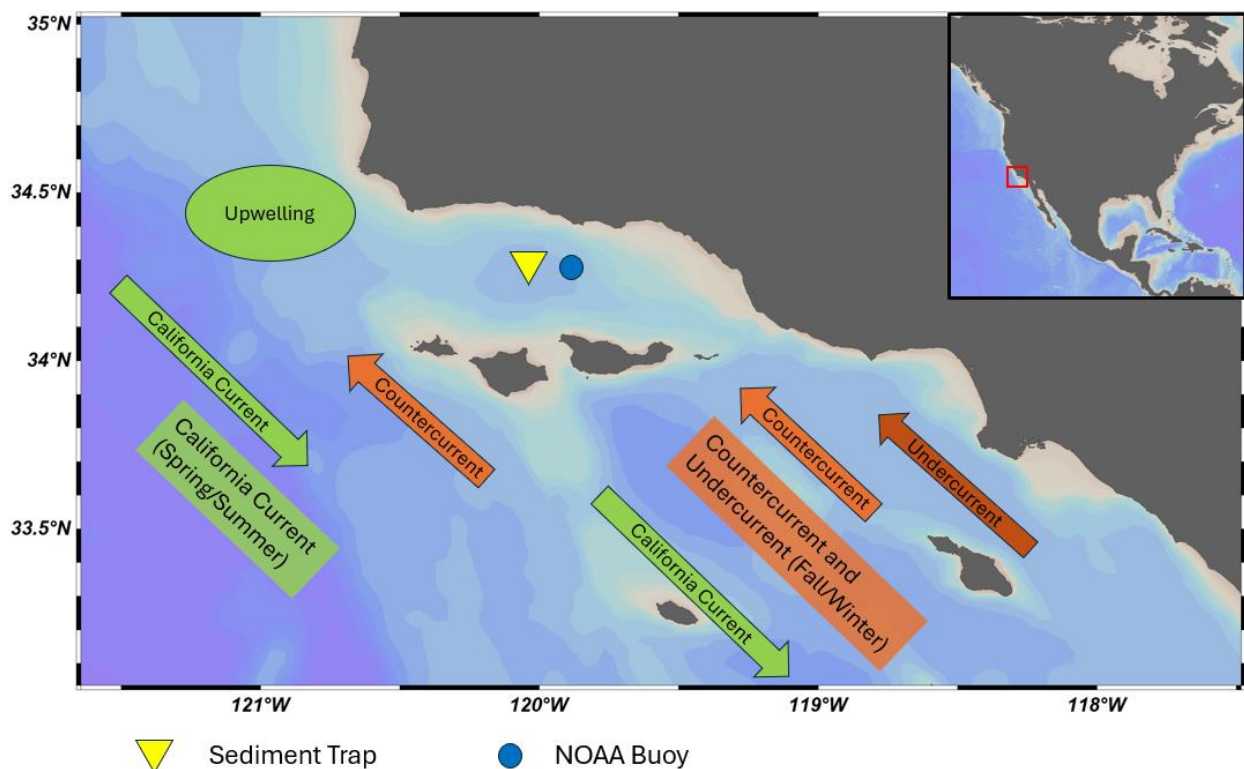 35°N
34.5°N
34°N
33.5°N
Upwelling
California Current
Countercurrent
California Current
(Spring/Summer)
Countercurrent
Undercurrent
Countercurrent and
Undercurrent (Fall/Winter)
California Current
121°W
120°W
119°W
118°W
Sediment Trap
NOAA Buoy